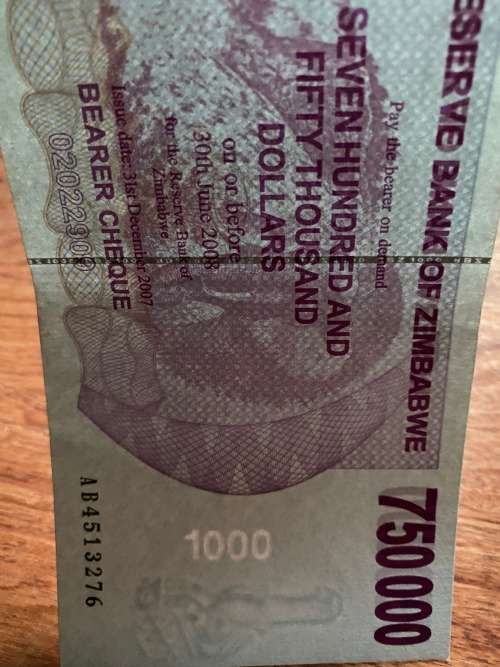 ESERVE BANK OF ZIMBABWE
750 000
Pay the bearer on demand
SEVEN HUNDRED AND
FIFTY THOUSAND
DOLLARS
on or before
30th June 2008
for the Reserve Bank of
Zimbabwe
Issue date: 31st December 2007
BEARER CHEQUE
AB4513276
1000